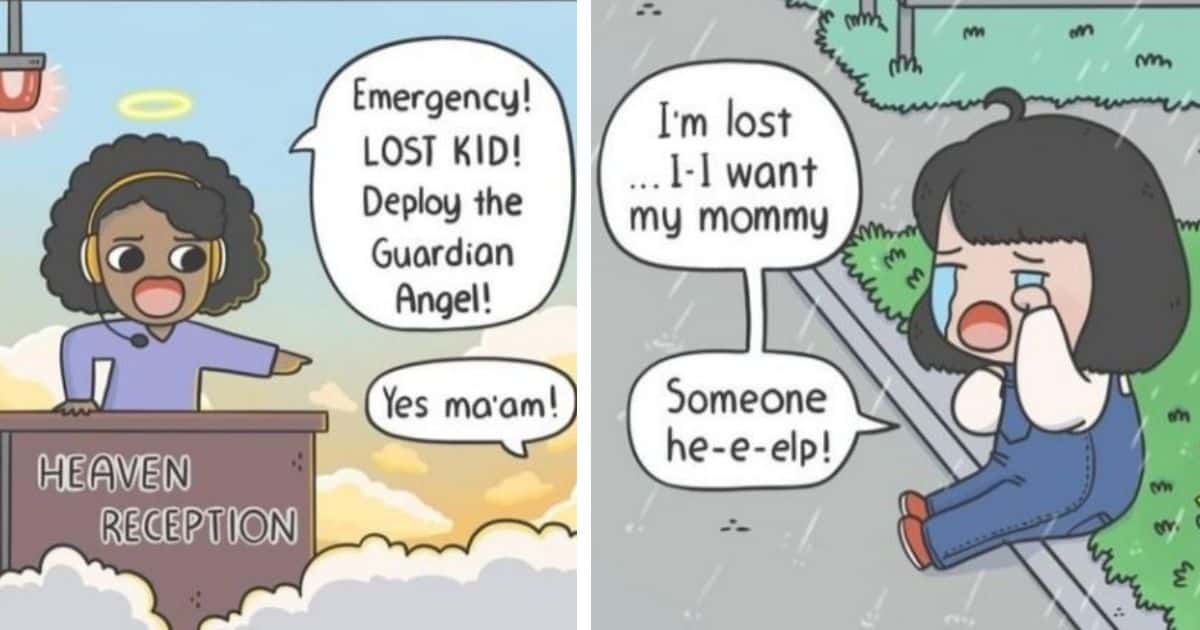 Emergency!
LOST KID!
Deploy the
Guardian
Angel!
Yes ma'am!
HEAVEN
RECEPTION
I'm lost
...I-I want
my mommy
Someone
he-e-elp!